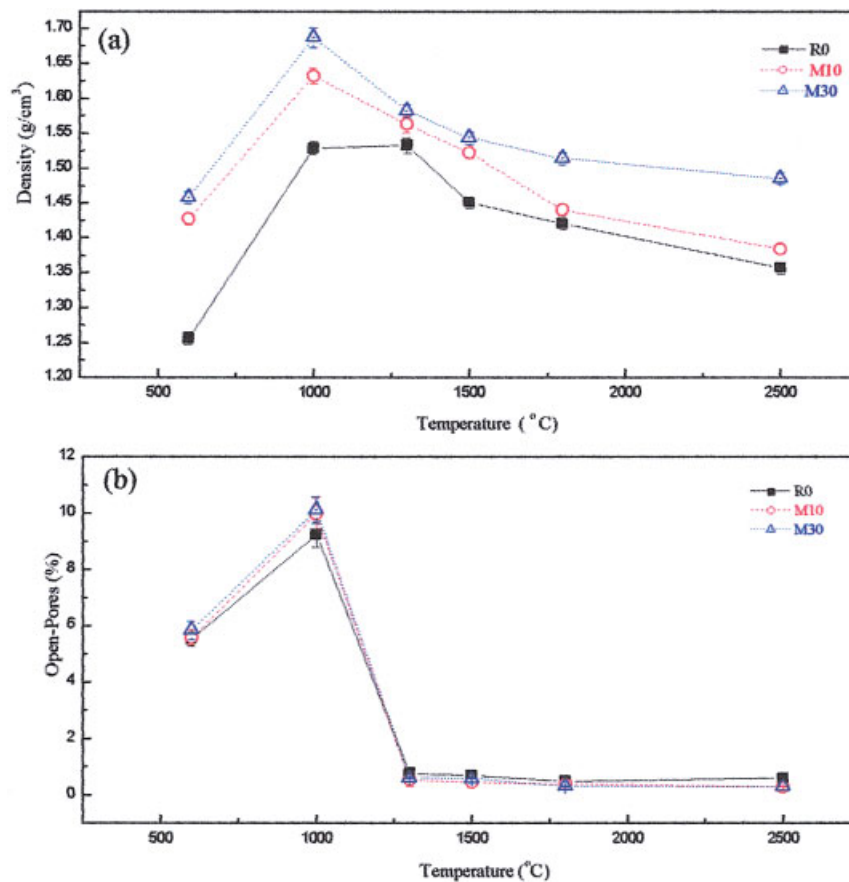 (a)
R0
M10
M30
Density (g/cm³)
1.70
1.65
1.60
1.55
1.50
1.45
1.40
1.35
1.30
1.25
1.20
500
1000
1500
2000
2500
Temperature ( °C)
(b)
R0
M10
M30
Open-Pores (%)
12
10
8
6
4
2
0
500
1000
1500
2000
2500
Temperature (°C)